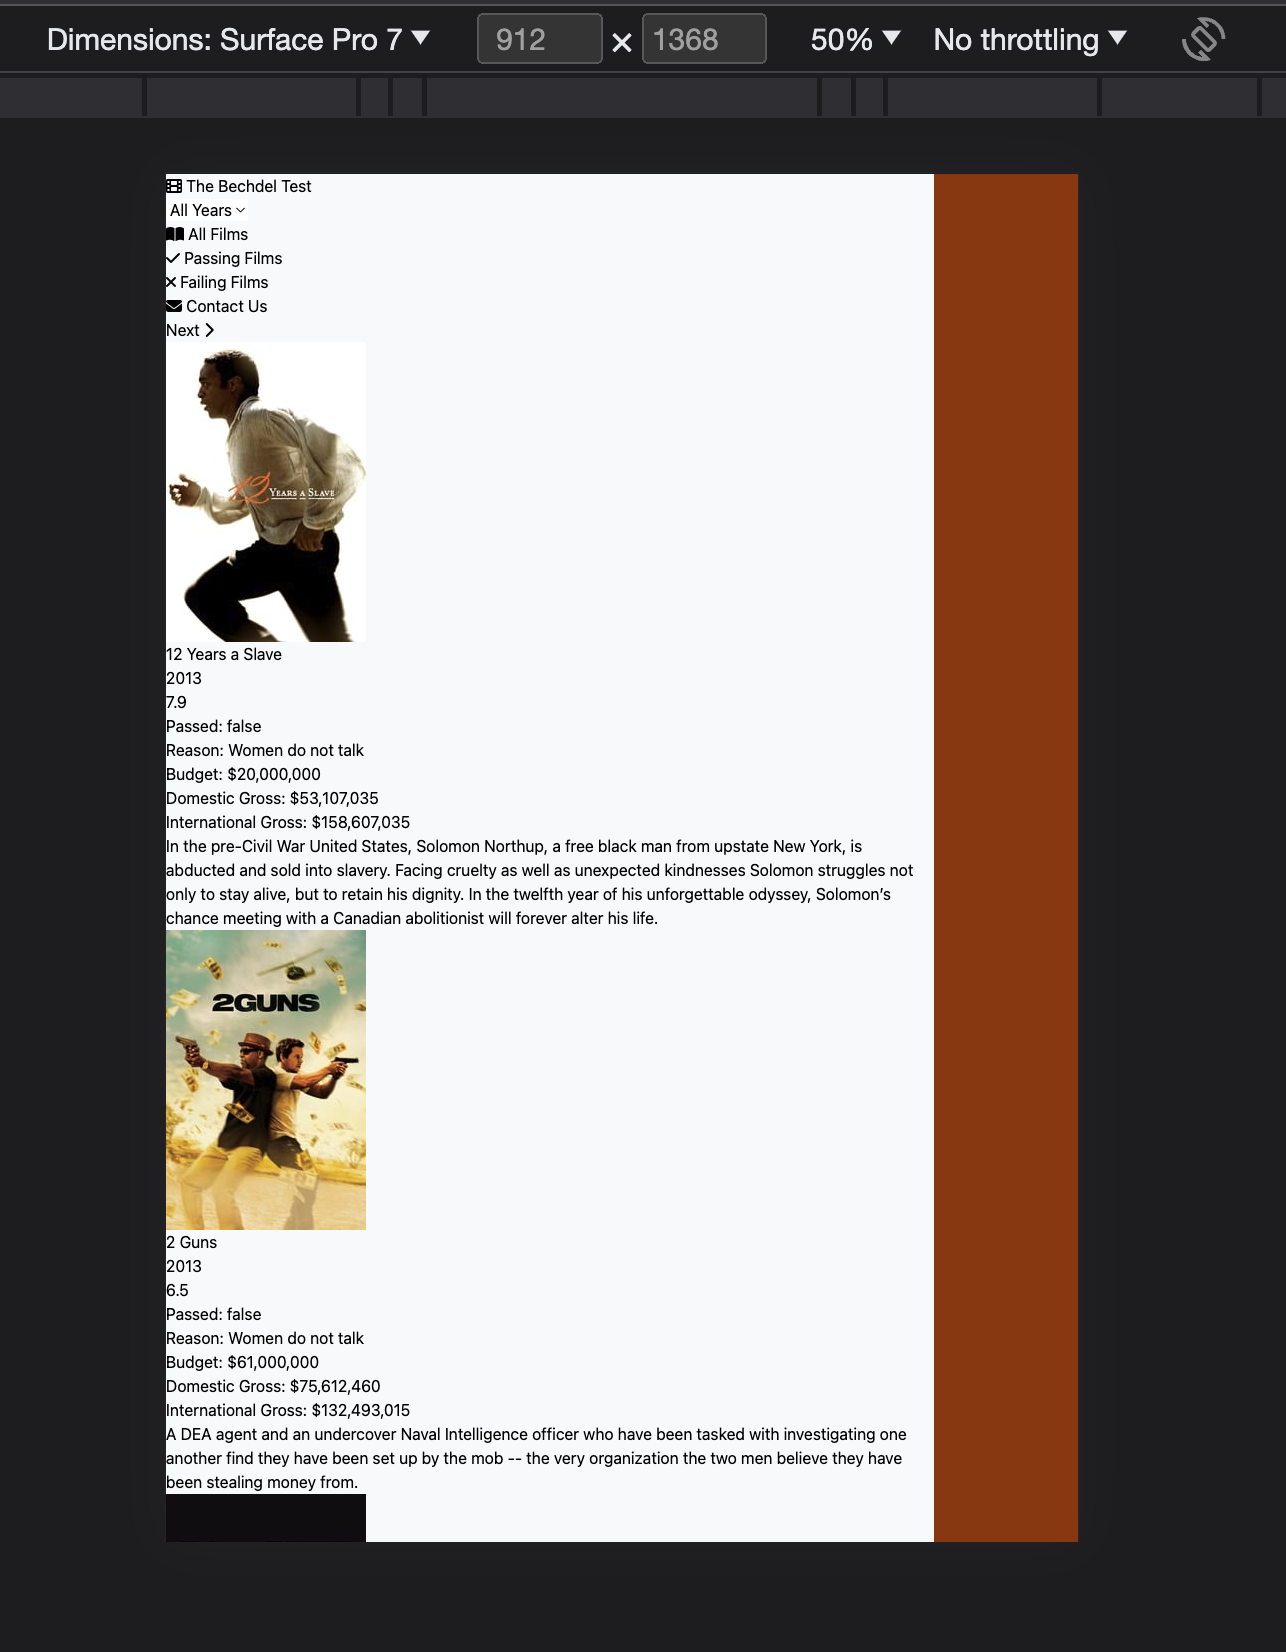 Dimensions: Surface Pro 7 912 × 1368 50% No throttling
The Bechdel Test
All Years
All Films
Passing Films
Failing Films
Contact Us
Next
12 YEARS A SLAVE
12 Years a Slave
2013
7.9
Passed: false
Reason: Women do not talk
Budget: $20,000,000
Domestic Gross: $53,107,035
International Gross: $158,607,035
In the pre-Civil War United States, Solomon Northup, a free black man from upstate New York, is
abducted and sold into slavery. Facing cruelty as well as unexpected kindnesses Solomon struggles not
only to stay alive, but to retain his dignity. In the twelfth year of his unforgettable odyssey, Solomon’s
chance meeting with a Canadian abolitionist will forever alter his life.
2GUNS
2 Guns
2013
6.5
Passed: false
Reason: Women do not talk
Budget: $61,000,000
Domestic Gross: $75,612,460
International Gross: $132,493,015
A DEA agent and an undercover Naval Intelligence officer who have been tasked with investigating one
another find they have been set up by the mob -- the very organization the two men believe they have
been stealing money from.